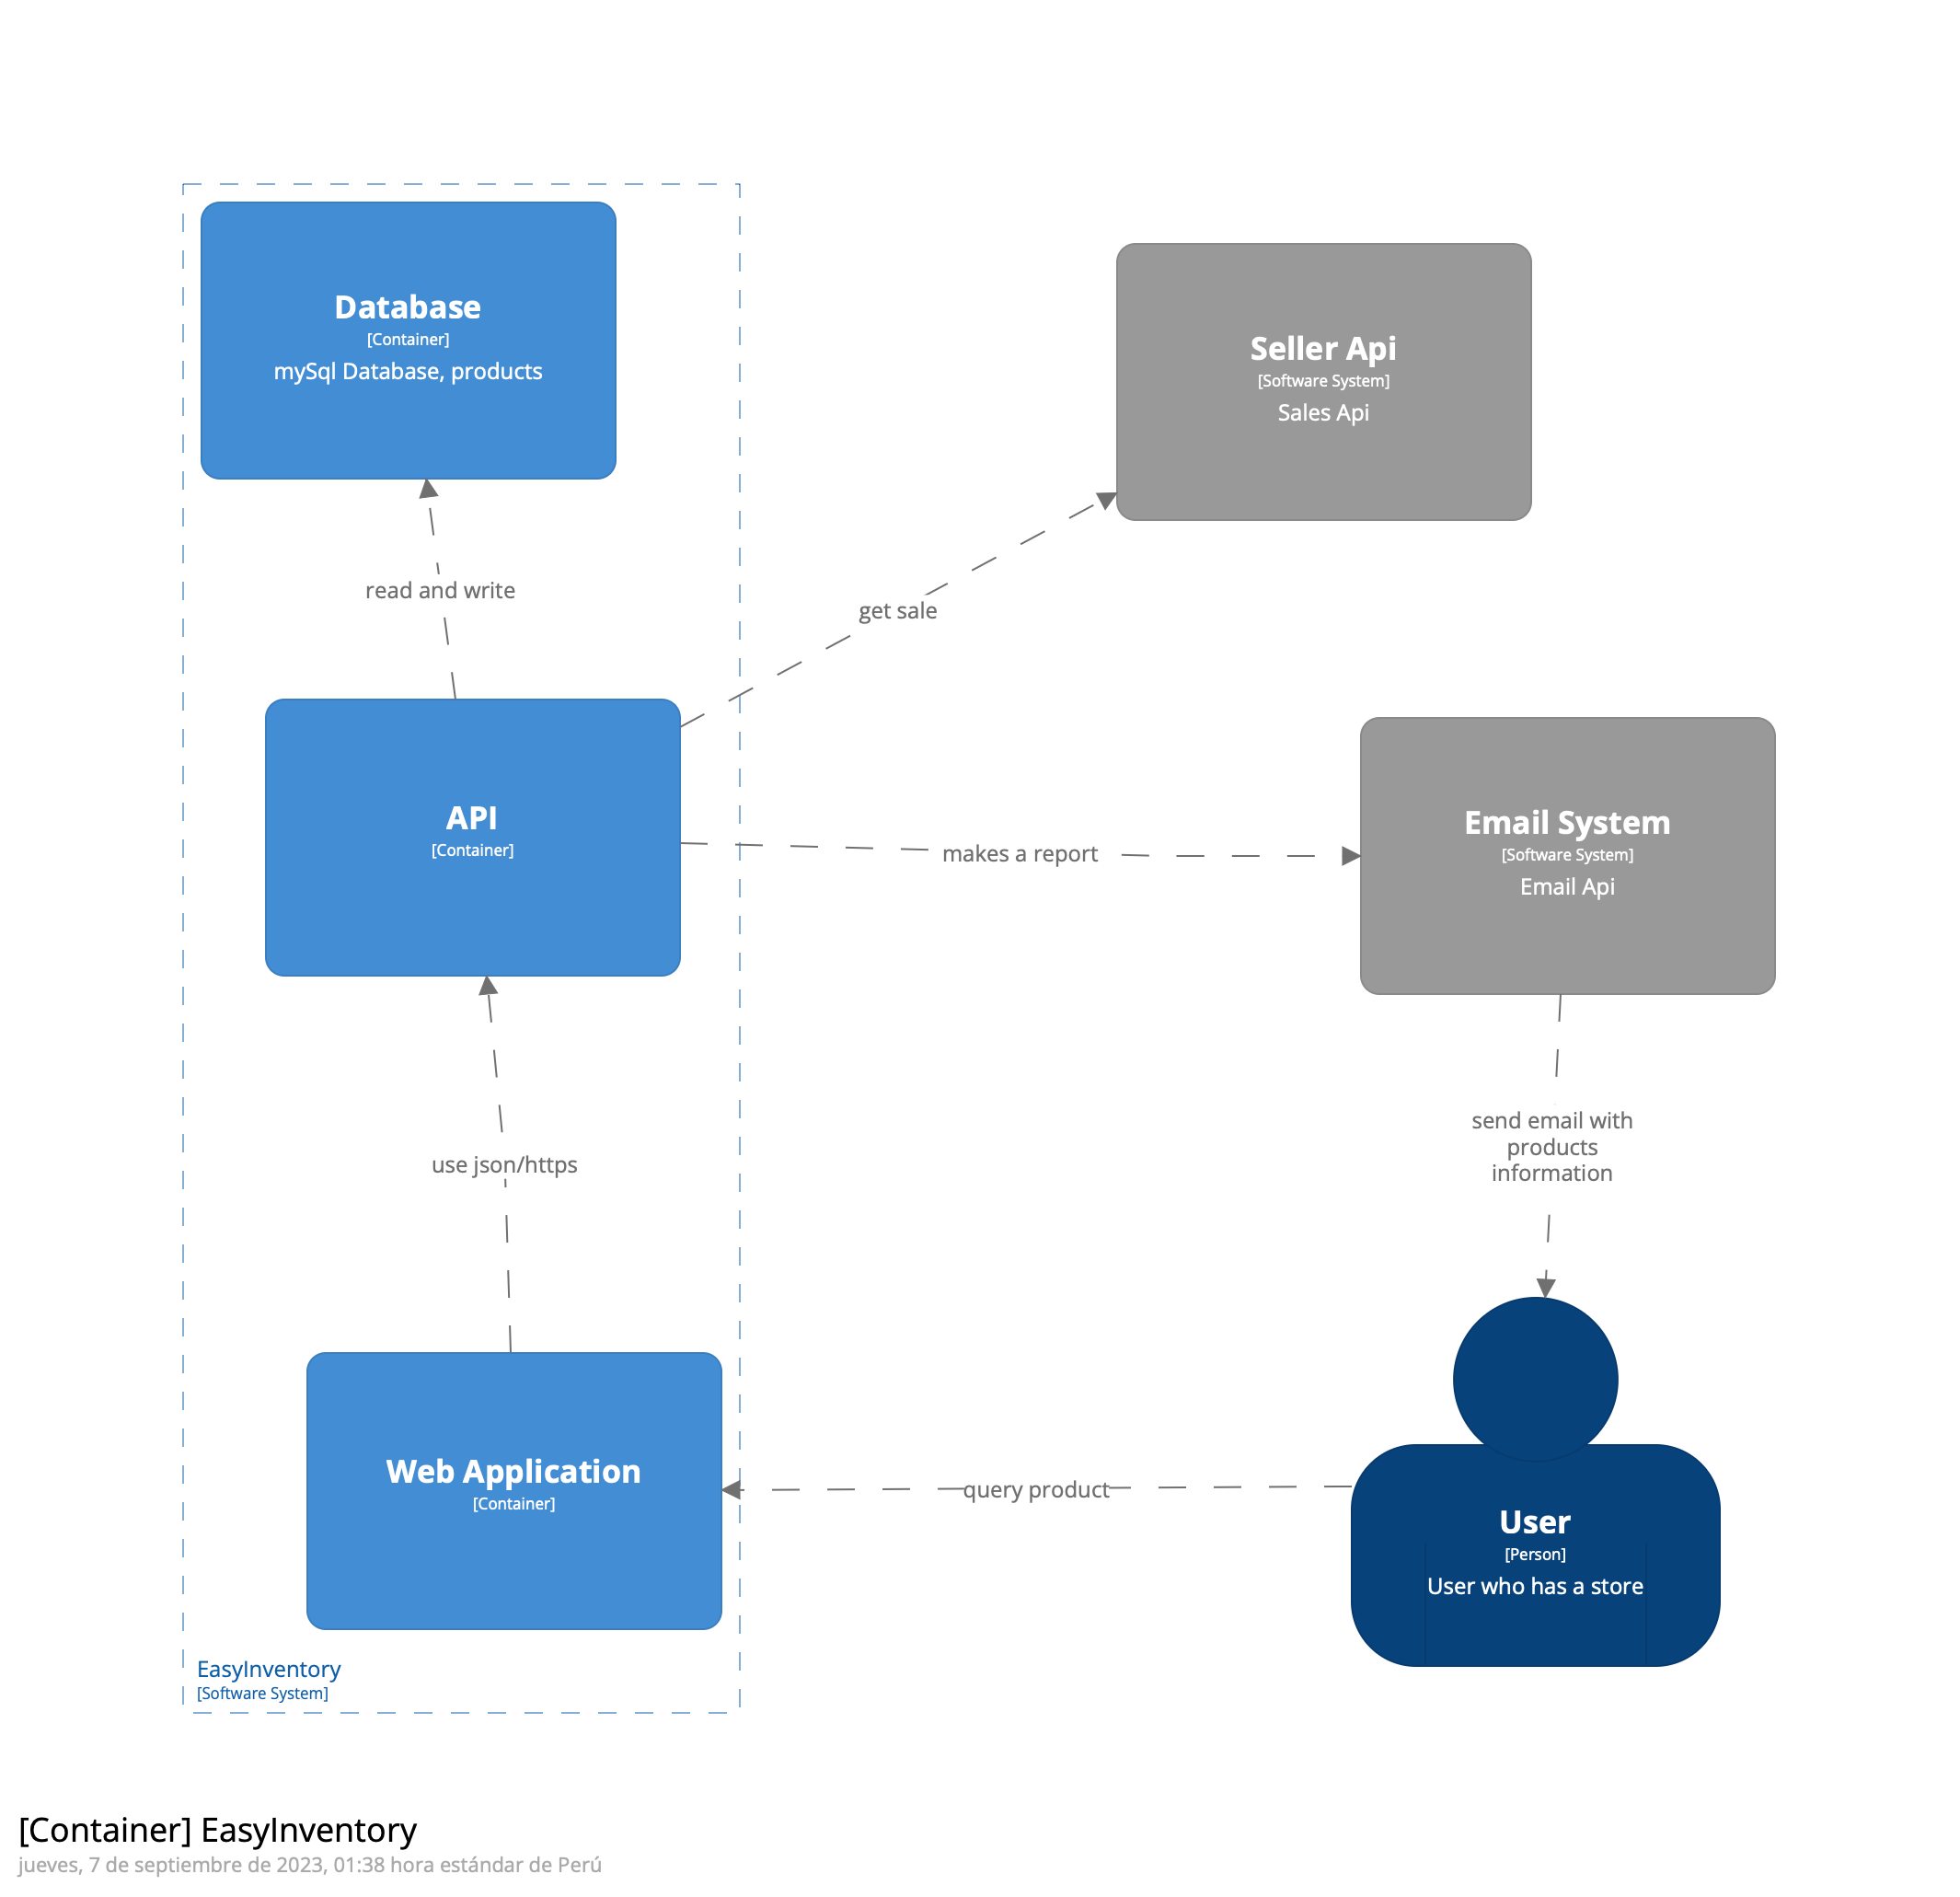 Database
[Container]
mySql Database, products
Seller Api
[Software System]
Sales Api
read and write
get sale
API
[Container]
makes a report
Email System
[Software System]
Email Api
use json/https
send email with
products
information
Web Application
[Container]
query product
User
[Person]
User who has a store
EasyInventory
[Software System]
[Container] EasyInventory
jueves, 7 de septiembre de 2023, 01:38 hora estándar de Perú